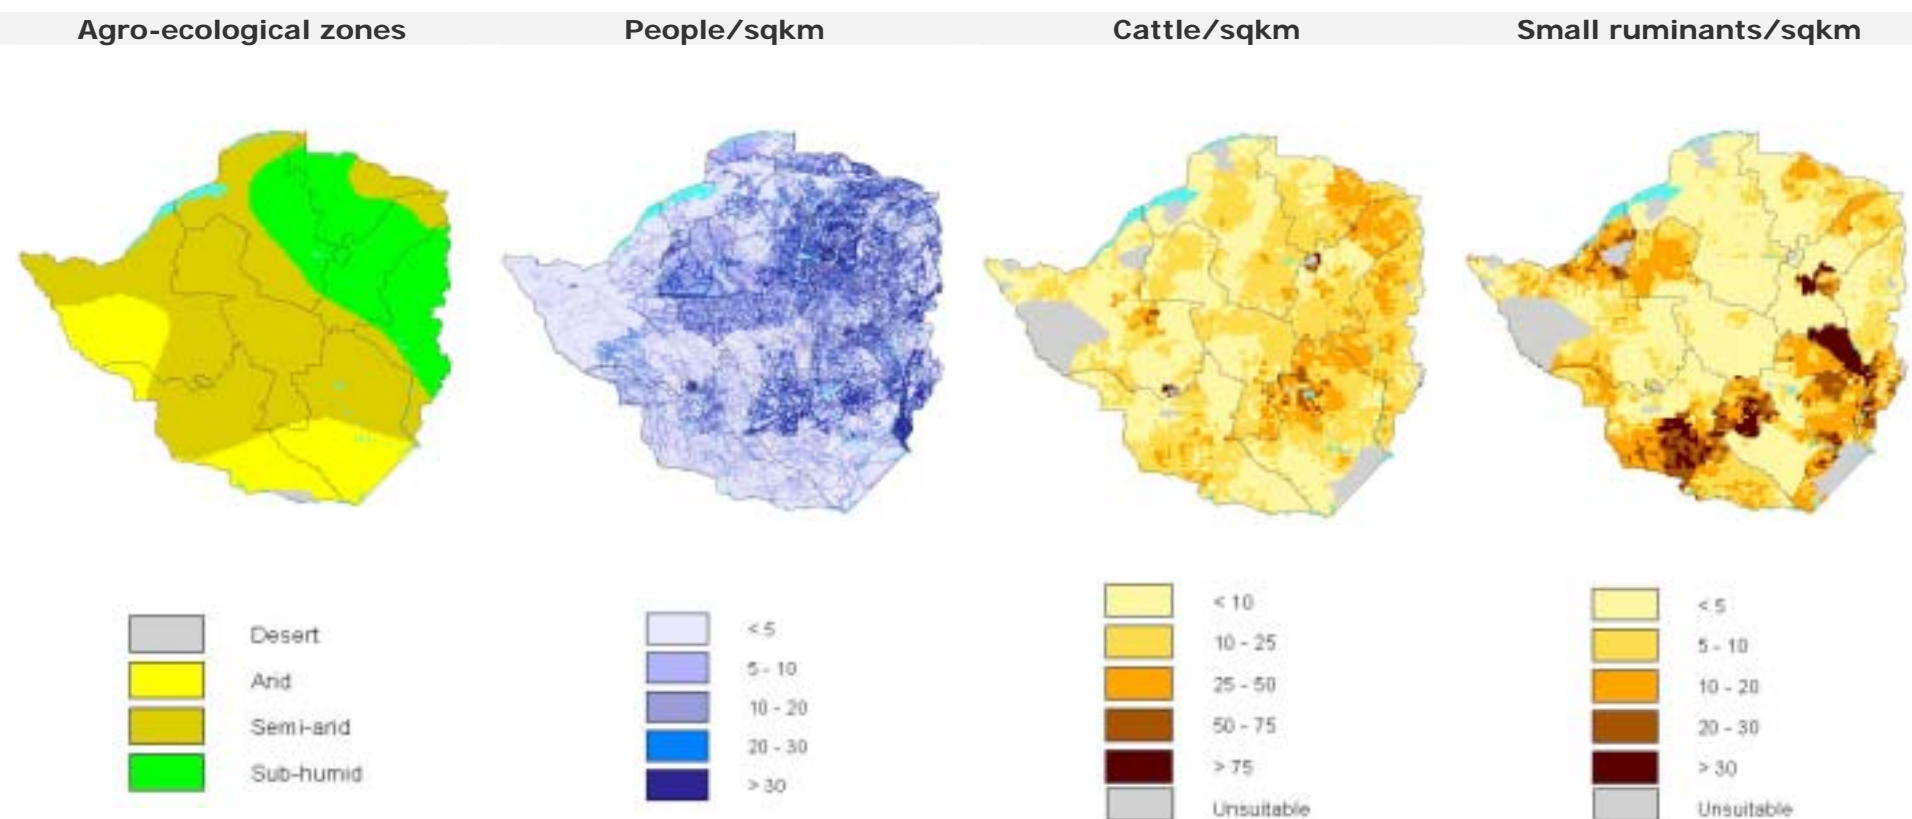 Agro-ecological zones
People/sqkm
Cattle/sqkm
Small ruminants/sqkm
Desert
Arid
Semi-arid
Sub-humid
< 5
5 - 10
10 - 20
20 - 30
> 30
< 10
10 - 25
25 - 50
50 - 75
> 75
Unsuitable
< 5
5 - 10
10 - 20
20 - 30
> 30
Unsuitable